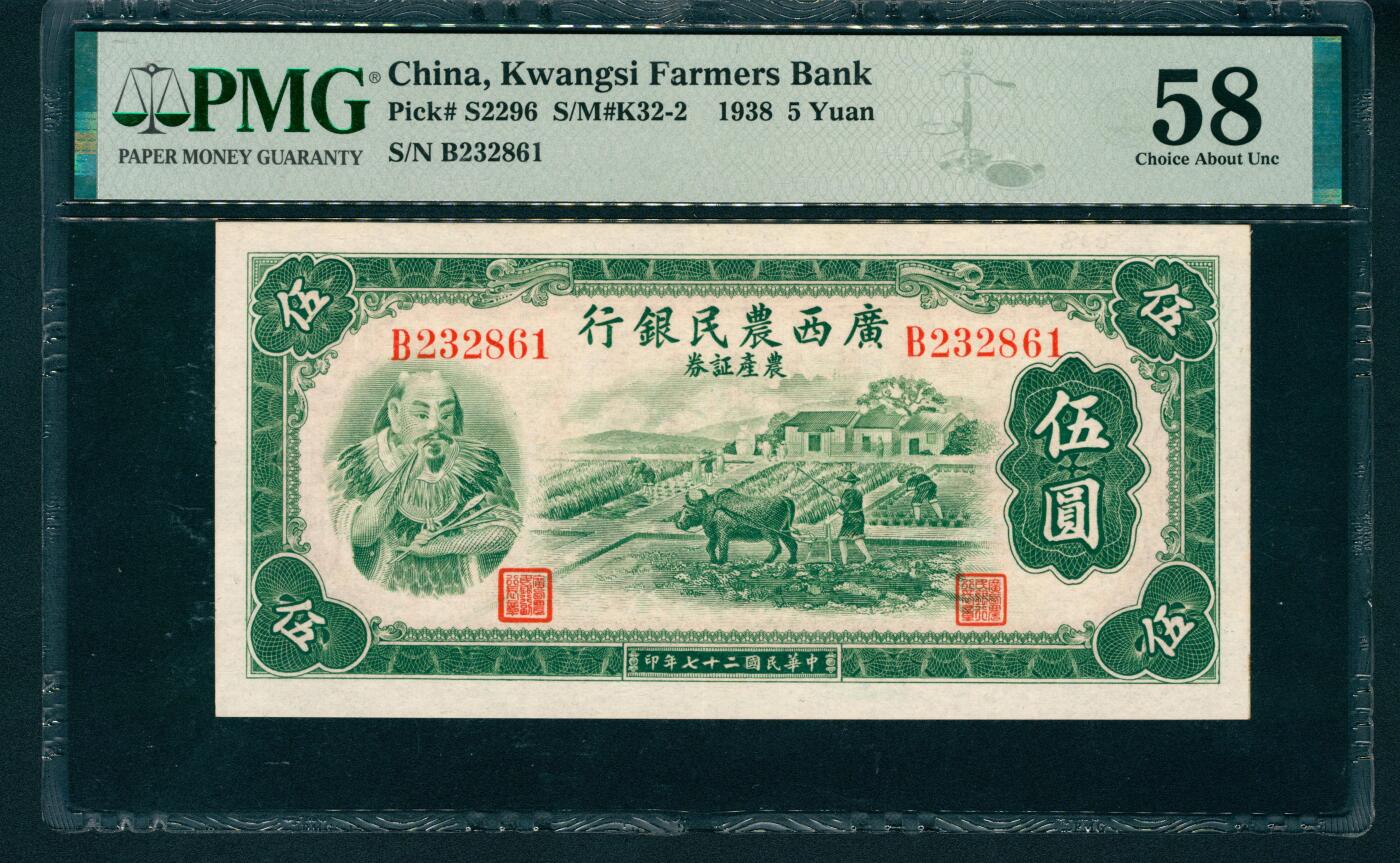 PMG®
PAPER MONEY GUARANTY
China, Kwangsi Farmers Bank
Pick# S2296 S/M#K32-2 1938 5 Yuan
S/N B232861
58
Choice About Unc
伍
伍
行銀民農西廣
B232861
B232861
券証產農
伍圓
伍
伍
印年七十二國民華中